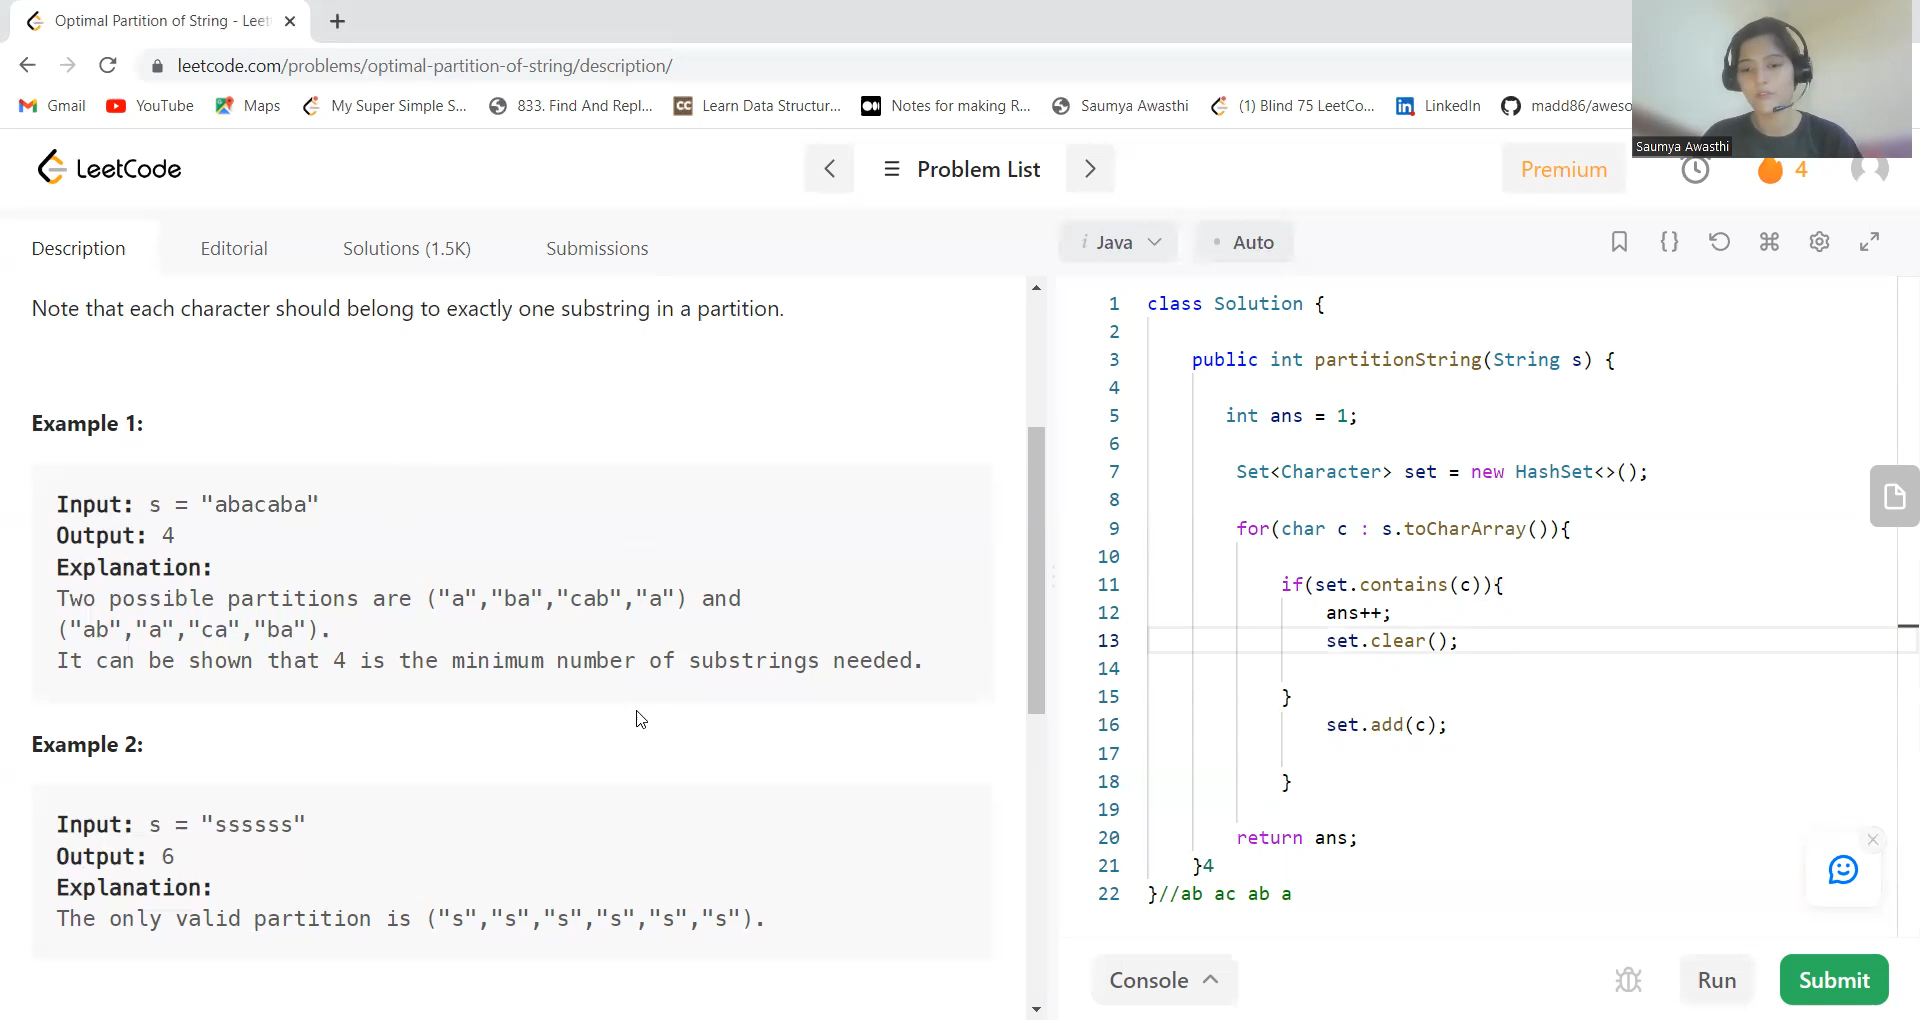 Optimal Partition of String - Leet
leetcode.com/problems/optimal-partition-of-string/description/
Gmail YouTube Maps My Super Simple S... 833. Find And Repl... Learn Data Structur... Notes for making R... Saumya Awasthi (1) Blind 75 LeetCo... LinkedIn madd86/aweso
Saumya Awasthi
LeetCode
Problem List
Premium
4
Description Editorial Solutions (1.5K) Submissions
Note that each character should belong to exactly one substring in a partition.
Example 1:
Input: s = "abacaba"
Output: 4
Explanation:
Two possible partitions are ("a","ba","cab","a") and
("ab","a","ca","ba").
It can be shown that 4 is the minimum number of substrings needed.
Example 2:
Input: s = "ssssss"
Output: 6
Explanation:
The only valid partition is ("s","s","s","s","s","s").
i Java Auto
1 class Solution {
2
3 public int partitionString(String s) {
4
5 int ans = 1;
6
7 Set<Character> set = new HashSet<>();
8
9 for(char c : s.toCharArray()){
10
11 if(set.contains(c)){
12 ans++;
13 set.clear();
14
15 }
16 set.add(c);
17
18 }
19
20 return ans;
21 }4
22 }//ab ac ab a
Console Run Submit